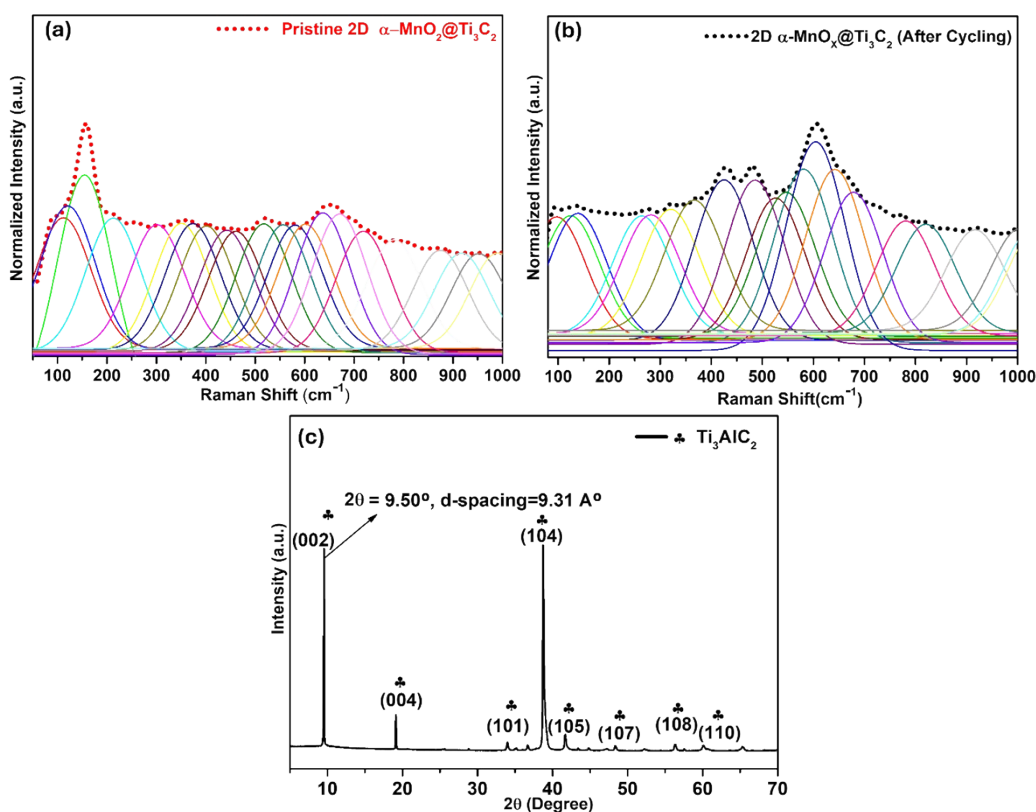 (a)
Pristine 2D α–MnO₂@Ti₃C₂
Normalized Intensity (a.u.)
100 200 300 400 500 600 700 800 900 1000
Raman Shift (cm⁻¹)
(b)
2D α-MnOₓ@Ti₃C₂ (After Cycling)
Normalized Intensity (a.u.)
100 200 300 400 500 600 700 800 900 1000
Raman Shift(cm⁻¹)
(c)
♣ Ti₃AlC₂
2θ = 9.50º, d-spacing=9.31 Aº
♣
(002)
♣
(004)
♣
(101)
♣
(104)
♣
(105)
♣
(107)
♣
(108)
♣
(110)
Intensity (a.u.)
10 20 30 40 50 60 70
2θ (Degree)